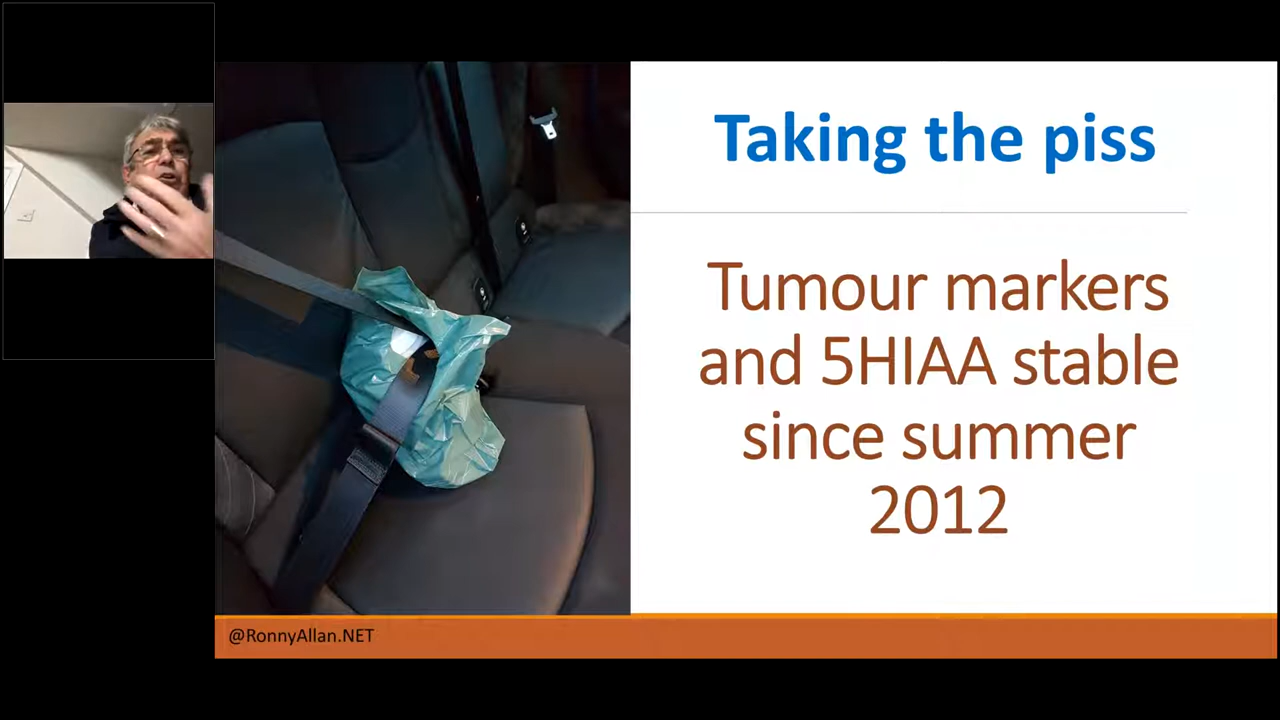 Taking the piss
Tumour markers
and 5HIAA stable
since summer
2012
@RonnyAllan.NET